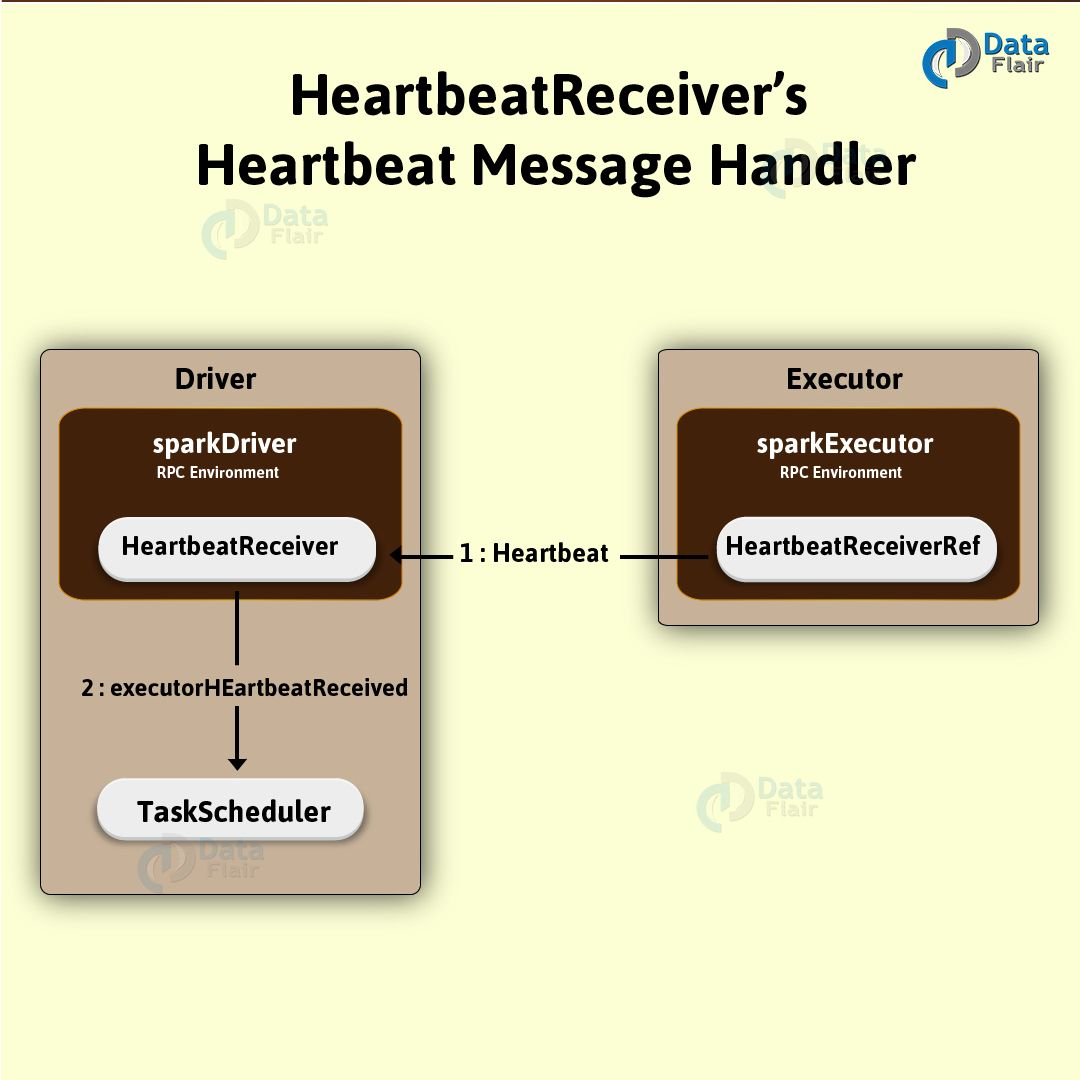 Data
Flair
HeartbeatReceiver’s
Heartbeat Message Handler
Data
Data
Flair
Driver
sparkDriver
RPC Environment
HeartbeatReceiver
Executor
sparkExecutor
RPC Environment
HeartbeatReceiverRef
1 : Heartbeat
2 : executorHEartbeatReceived
TaskScheduler
Data
Flair
Data
Flair